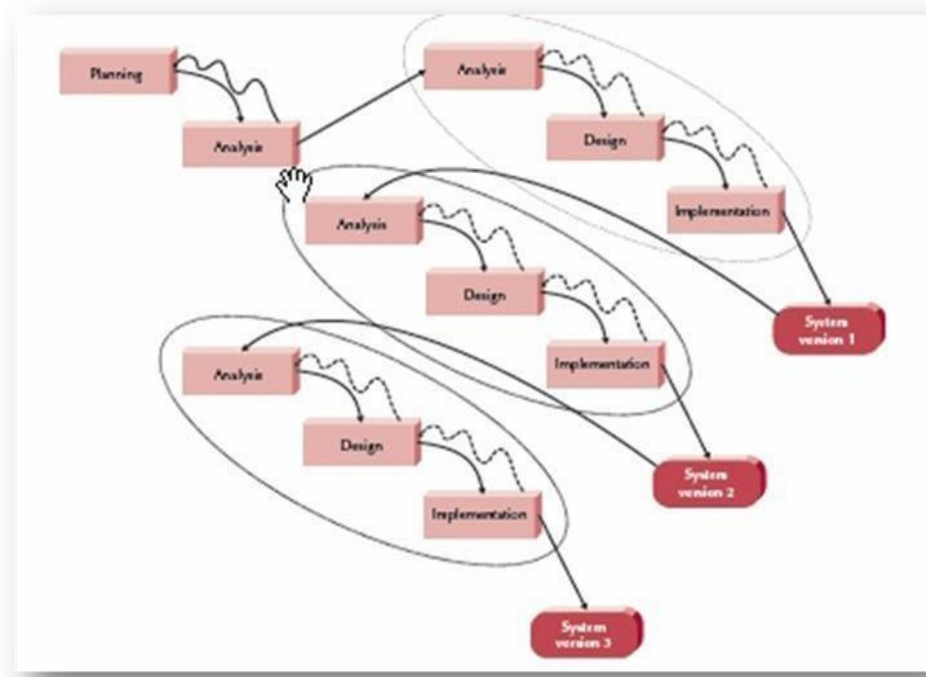 Planning
Analysis
Analysis
Design
Implementation
System
version 1
Analysis
Design
Implementation
System
version 2
Analysis
Design
Implementation
System
version 3